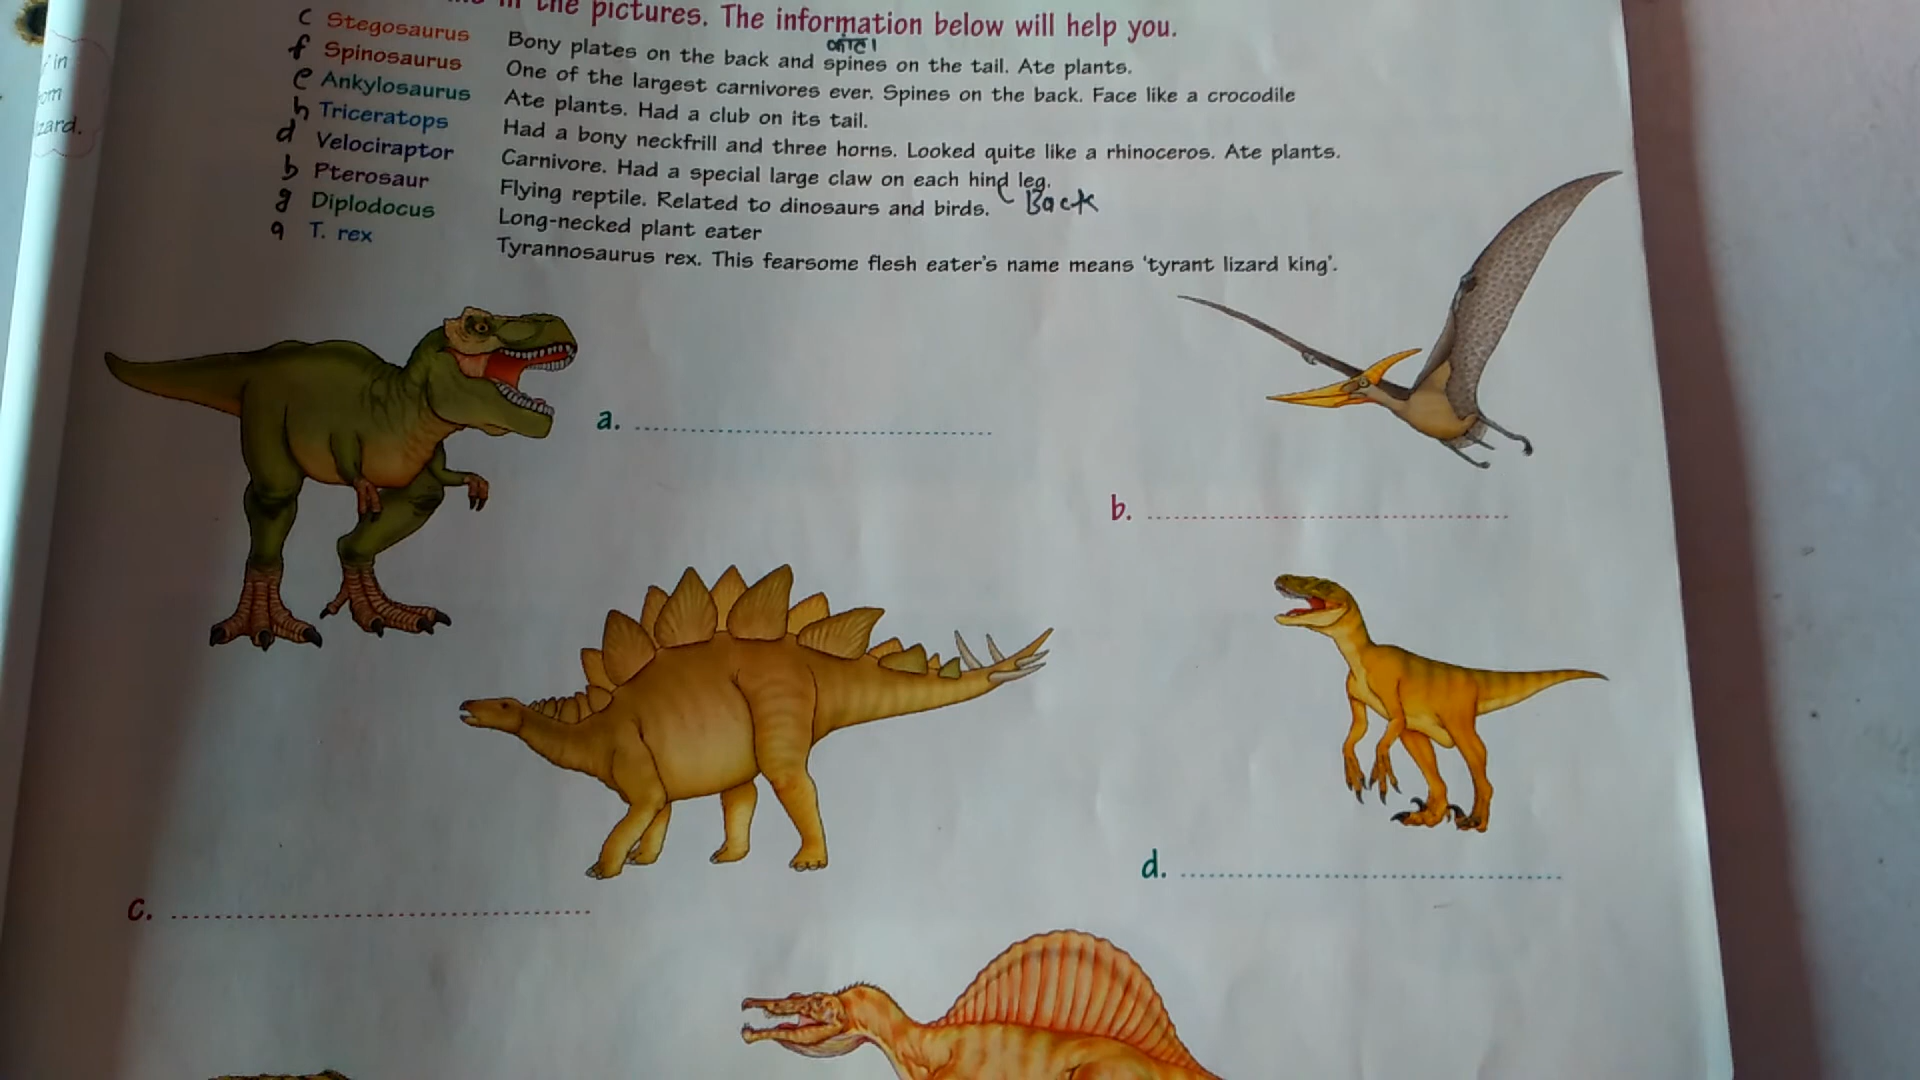 in the pictures. The information below will help you.
c Stegosaurus Bony plates on the back and spines on the tail. Ate plants.
काँटा
f Spinosaurus One of the largest carnivores ever. Spines on the back. Face like a crocodile
e Ankylosaurus Ate plants. Had a club on its tail.
h Triceratops Had a bony neckfrill and three horns. Looked quite like a rhinoceros. Ate plants.
d Velociraptor Carnivore. Had a special large claw on each hind leg.
Back
b Pterosaur Flying reptile. Related to dinosaurs and birds.
g Diplodocus Long-necked plant eater
a T. rex Tyrannosaurus rex. This fearsome flesh eater's name means 'tyrant lizard king'.
in
zard.
a.
b.
c.
d.